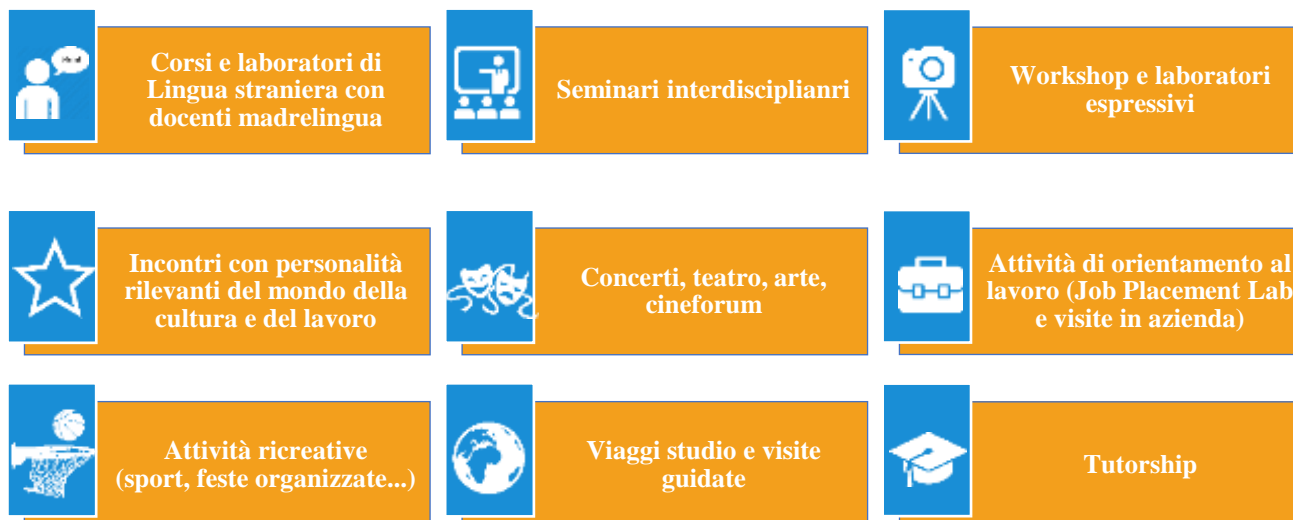 Corsi e laboratori di
Lingua straniera con
docenti madrelingua
Seminari interdisciplianri
Workshop e laboratori
espressivi
Incontri con personalità
rilevanti del mondo della
cultura e del lavoro
Concerti, teatro, arte,
cineforum
Attività di orientamento al
lavoro (Job Placement Lab
e visite in azienda)
Attività ricreative
(sport, feste organizzate...)
Viaggi studio e visite
guidate
Tutorship